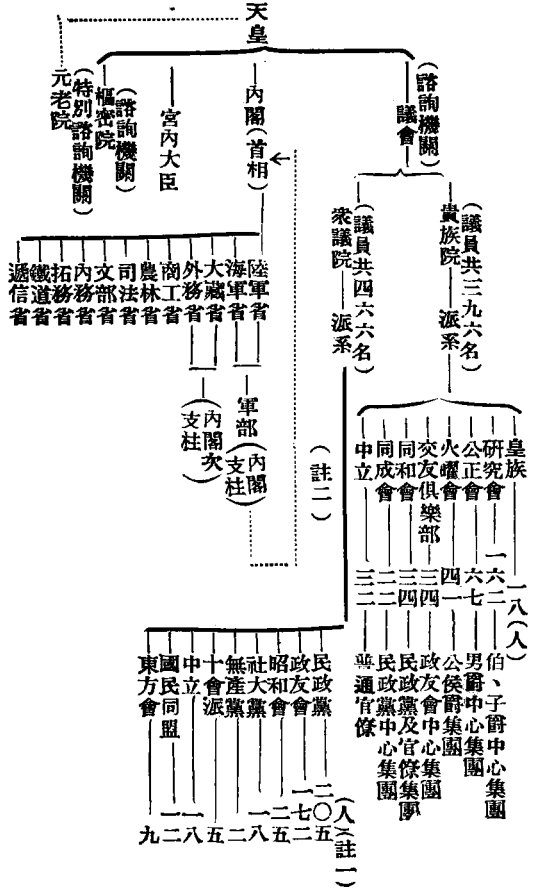 天皇
（諮詢機關）
議會
內閣（首相）
宮內大臣
（諮詢機關）
樞密院
（特別諮詢機關）
元老院
（議員共三九六名）
貴族院——派系
（議員共四六六名）
衆議院——派系
陸軍省
海軍省
大藏省
外務省
商工省
農林省
司法省
文部省
內務省
拓務省
鐵道省
遞信省
軍部（內閣支柱）
（內閣次支柱）
（註二）
皇族——一八（人）
研究會——一六二——伯、子爵中心集團
公正會——六七——男爵中心集團
火曜會——四一——公侯爵集團
交友俱樂部——三四——政友會中心集團
同和會——三四——民政黨及官僚集團
同成會——二二——民政黨中心集團
中立——三二——普通官僚
民政黨——二〇五（人）（註一）
政友會——一七二
昭和會——二五
社大黨——一八
無產黨——二
十會派——五
中立——一八
國民同盟——一二
東方會——九